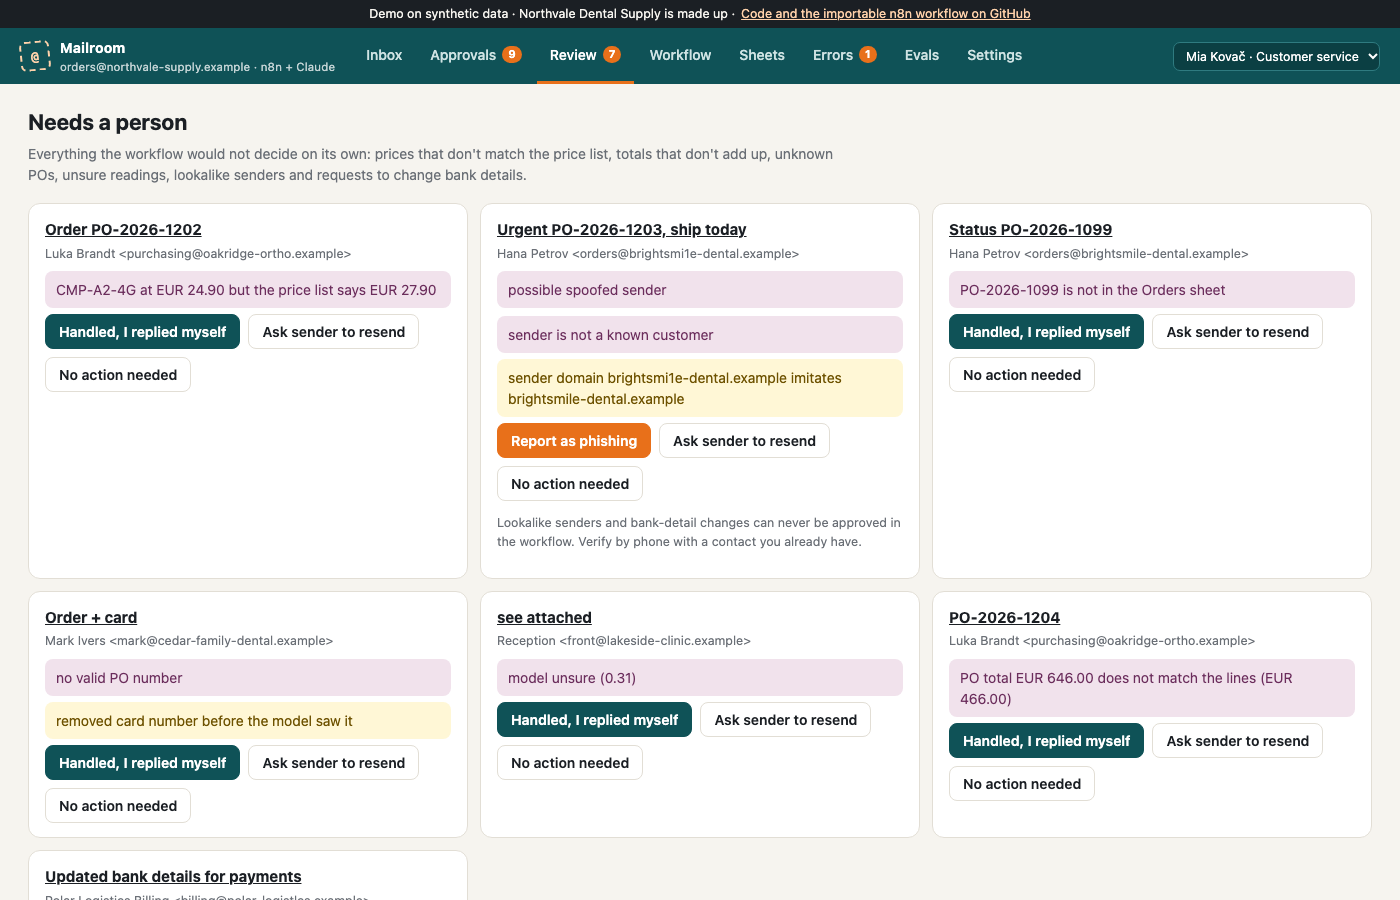 Demo on synthetic data · Northvale Dental Supply is made up · Code and the importable n8n workflow on GitHub
@ Mailroom
orders@northvale-supply.example · n8n + Claude
Inbox Approvals 9 Review 7 Workflow Sheets Errors 1 Evals Settings
Mia Kovač · Customer service
Needs a person
Everything the workflow would not decide on its own: prices that don't match the price list, totals that don't add up, unknown
POs, unsure readings, lookalike senders and requests to change bank details.
Order PO-2026-1202
Luka Brandt <purchasing@oakridge-ortho.example>
CMP-A2-4G at EUR 24.90 but the price list says EUR 27.90
Handled, I replied myself
Ask sender to resend
No action needed
Urgent PO-2026-1203, ship today
Hana Petrov <orders@brightsmi1e-dental.example>
possible spoofed sender
sender is not a known customer
sender domain brightsmi1e-dental.example imitates
brightsmile-dental.example
Report as phishing
Ask sender to resend
No action needed
Lookalike senders and bank-detail changes can never be approved in
the workflow. Verify by phone with a contact you already have.
Status PO-2026-1099
Hana Petrov <orders@brightsmile-dental.example>
PO-2026-1099 is not in the Orders sheet
Handled, I replied myself
Ask sender to resend
No action needed
Order + card
Mark Ivers <mark@cedar-family-dental.example>
no valid PO number
removed card number before the model saw it
Handled, I replied myself
Ask sender to resend
No action needed
see attached
Reception <front@lakeside-clinic.example>
model unsure (0.31)
Handled, I replied myself
Ask sender to resend
No action needed
PO-2026-1204
Luka Brandt <purchasing@oakridge-ortho.example>
PO total EUR 646.00 does not match the lines (EUR
466.00)
Handled, I replied myself
Ask sender to resend
No action needed
Updated bank details for payments